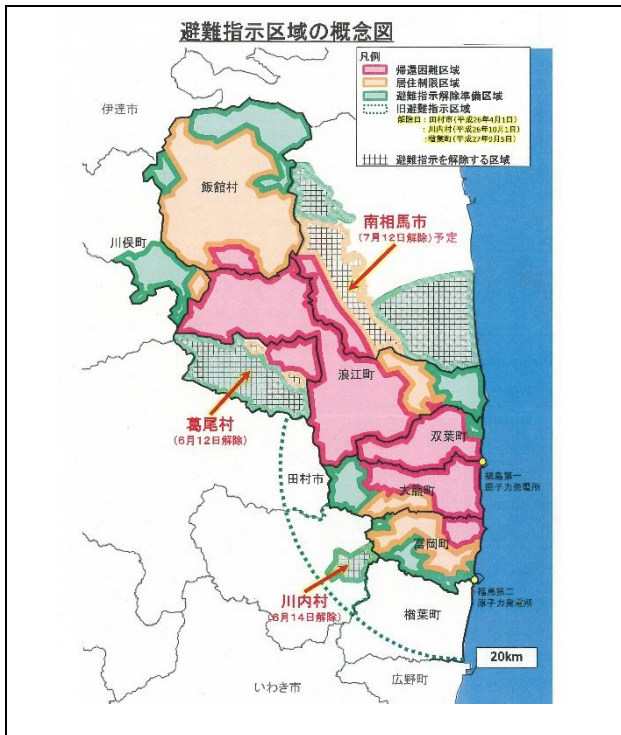 避難指示区域の概念図
凡例
帰還困難区域
居住制限区域
避難指示解除準備区域
旧避難指示区域
解除日：田村市(平成26年4月1日)
：川内村(平成26年10月1日)
：楢葉町(平成27年9月5日)
避難指示を解除する区域
伊達市
飯館村
川俣町
南相馬市
(7月12日解除)予定
浪江町
葛尾村
(6月12日解除)
双葉町
田村市
大熊町
福島第一
原子力発電所
富岡町
川内村
(6月14日解除)
福島第二
原子力発電所
楢葉町
20km
いわき市
広野町